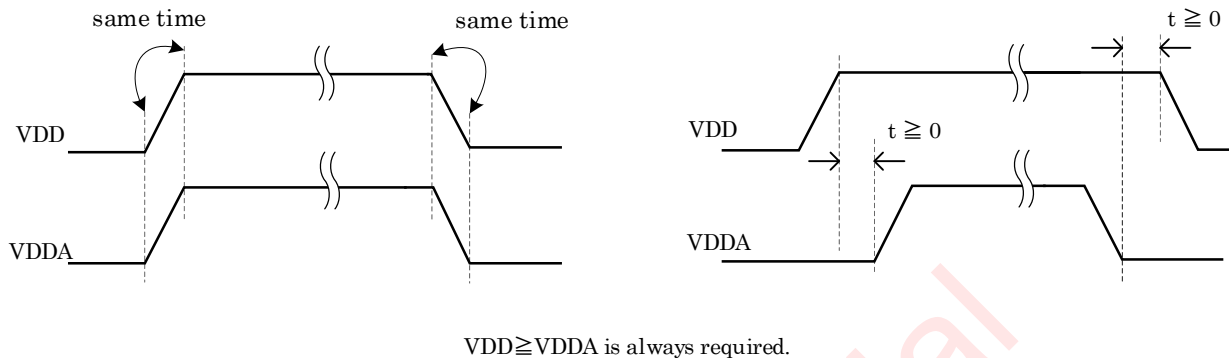 same time
same time
VDD
VDDA
t ≧ 0
t ≧ 0
VDD
VDDA
VDD≧VDDA is always required.